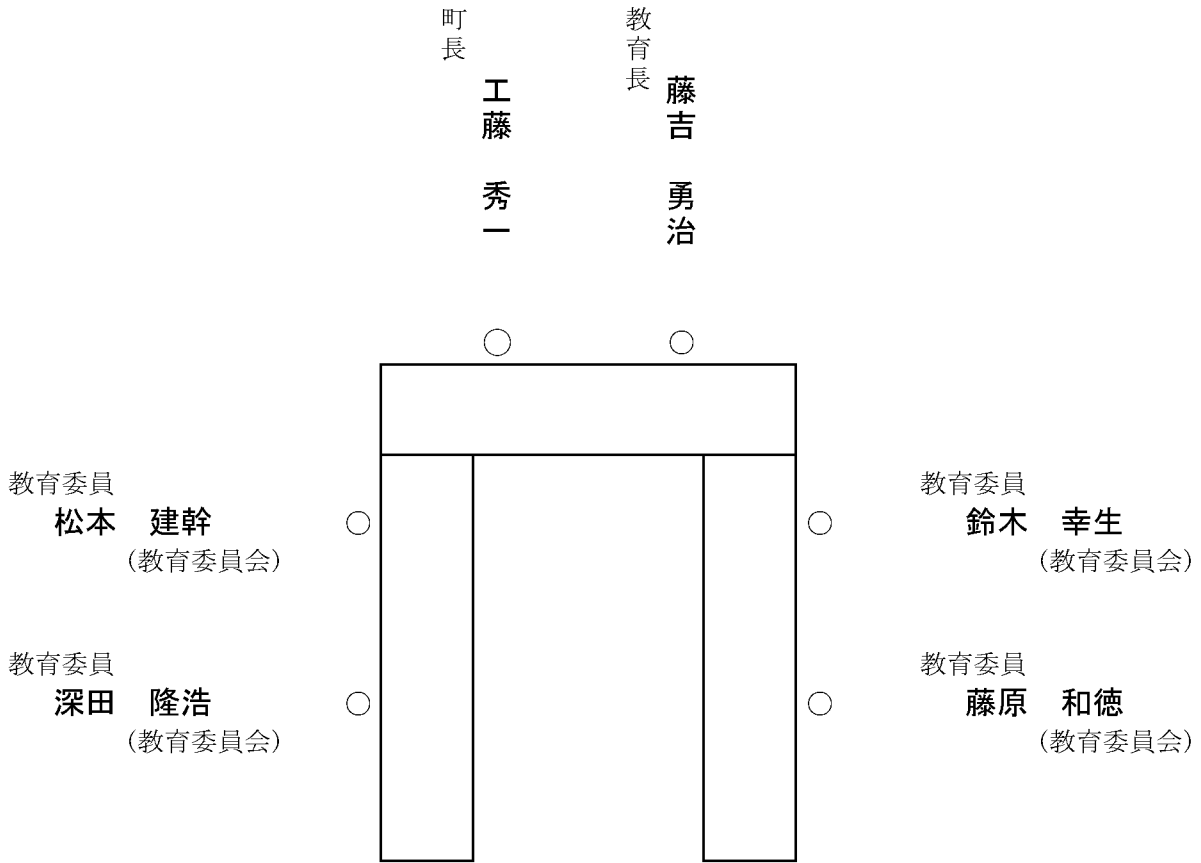 町長
工藤　秀一
教育長
藤吉　勇治
教育委員
松本　建幹
（教育委員会）
教育委員
鈴木　幸生
（教育委員会）
教育委員
深田　隆浩
（教育委員会）
教育委員
藤原　和徳
（教育委員会）